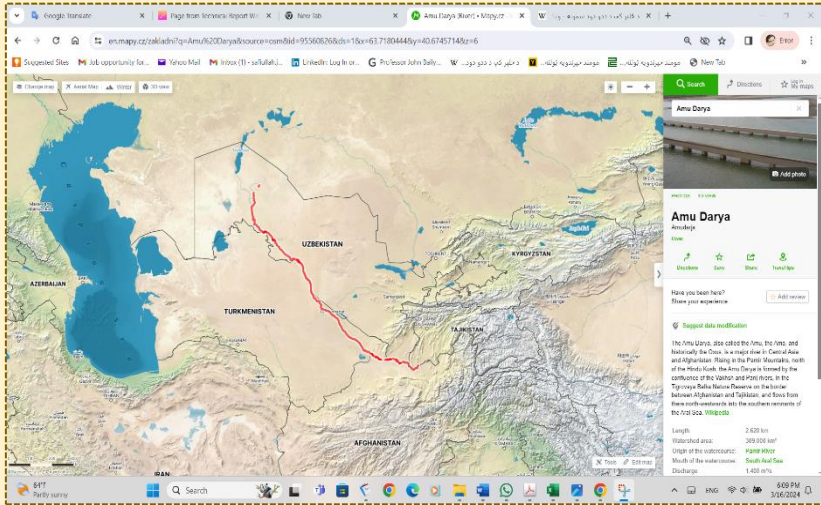 Google Translate
Page from Technical Report Wr
New Tab
Amu Darya (River) • Mapy.cz
en.mapy.cz/zakladni?q=Amu%20Darya&source=osm&id=95560826&ds=1&x=63.7180444&y=40.6745714&z=6
Error
Suggested Sites
Job opportunity for...
Yahoo Mail
LinkedIn: Log In or...
Professor John Baily...
New Tab
Change map
Aerial Map
Winter
3D view
Search
Directions
Log in
My maps
Amu Darya
Add photo
UZBEKISTAN
KYRGYZSTAN
AZERBAIJAN
TURKMENISTAN
TAJIKISTAN
AFGHANISTAN
IRAN
Tools
Edit map
Amu Darya
Amudarja
River
Directions
Save
Share
Travel tips
Have you been here?
Share your experience
Add review
Suggest data modification
The Amu Darya, also called the Amu, the Amo, and
historically the Oxus, is a major river in Central Asia
and Afghanistan. Rising in the Pamir Mountains, north
of the Hindu Kush, the Amu Darya is formed by the
confluence of the Vakhsh and Panj rivers, in the
Tigrovaya Balka Nature Reserve on the border
between Afghanistan and Tajikistan, and flows from
there north-westwards into the southern remnants of
the Aral Sea. Wikipedia
Length: 2.620 km
Watershed area: 309.000 km²
Origin of the watercourse: Pamir River
Mouth of the watercourse: South Aral Sea
Discharge 1,400 m³/s
64°F
Partly sunny
Search
ENG
6:09 PM
3/16/2024